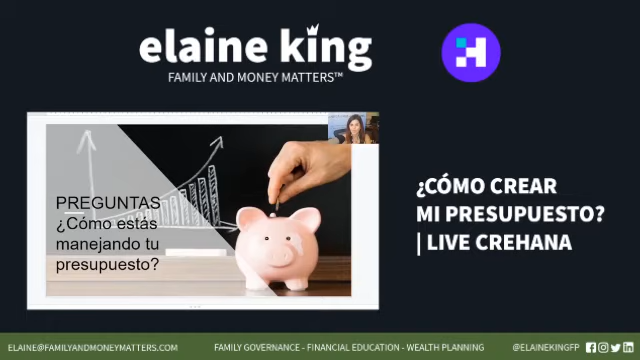 elaine king
FAMILY AND MONEY MATTERS™
PREGUNTAS
¿Cómo estás
manejando tu
presupuesto?
¿CÓMO CREAR
MI PRESUPUESTO?
| LIVE CREHANA
ELAINE@FAMILYANDMONEYMATTERS.COM
FAMILY GOVERNANCE - FINANCIAL EDUCATION - WEALTH PLANNING
@ELAINEKINGFP